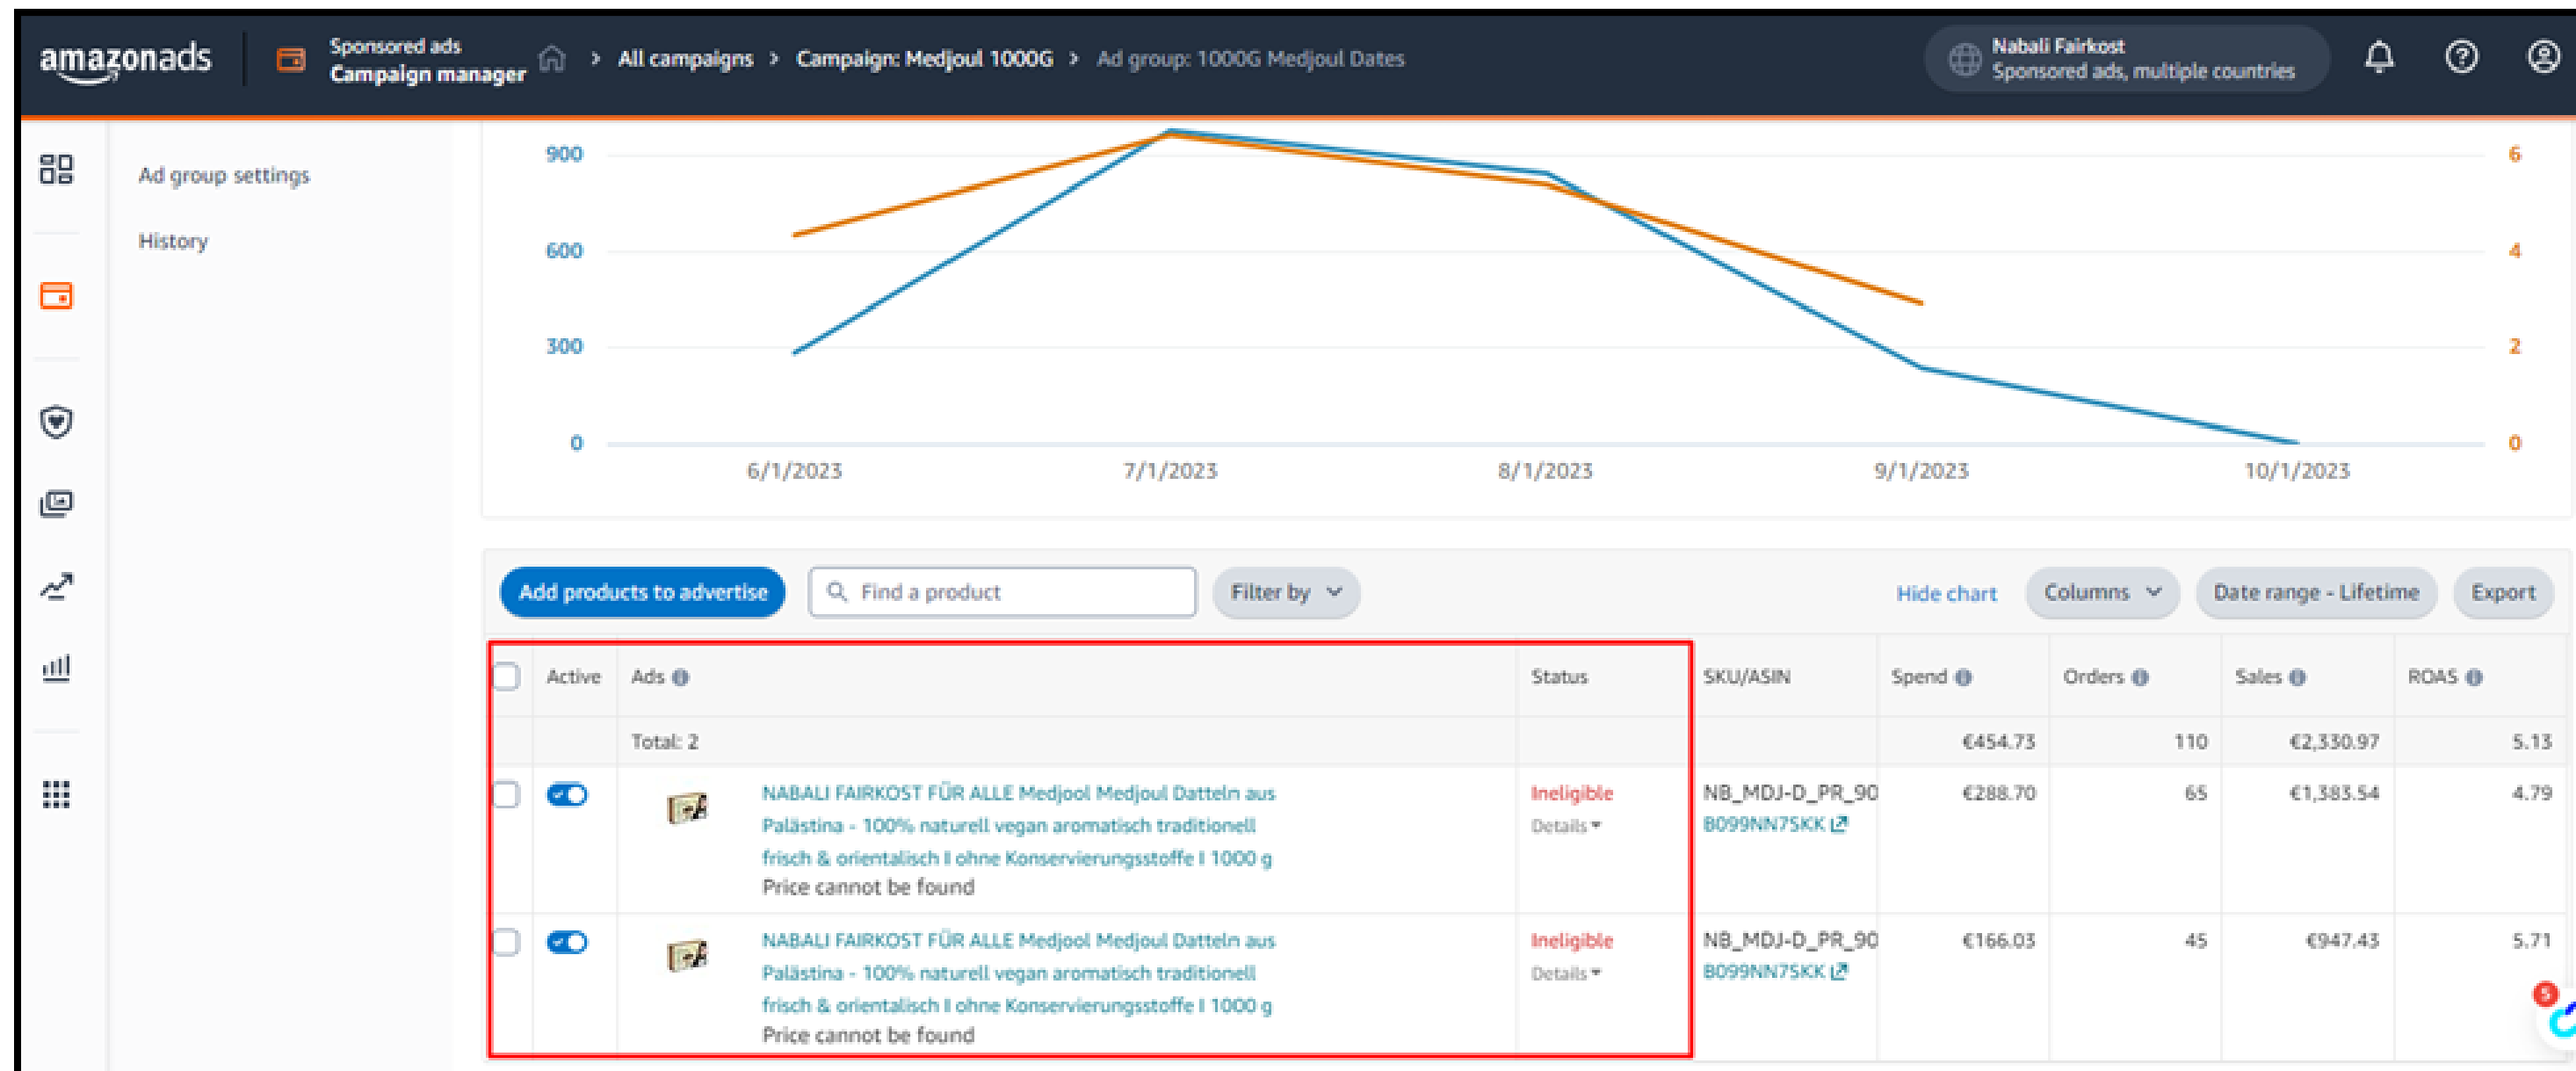 amazonads
Sponsored ads
Campaign manager
All campaigns > Campaign: Medjoul 1000G > Ad group: 1000G Medjoul Dates
Nabali Fairkost
Sponsored ads, multiple countries
Ad group settings
History
900
600
300
0
6
4
2
0
6/1/2023 7/1/2023 8/1/2023 9/1/2023 10/1/2023
Add products to advertise
Find a product
Filter by
Hide chart
Columns
Date range - Lifetime
Export
Active Ads Status SKU/ASIN Spend Orders Sales ROAS
Total: 2 €454.73 110 €2,330.97 5.13
NABALI FAIRKOST FÜR ALLE Medjool Medjoul Datteln aus
Palästina - 100% naturell vegan aromatisch traditionell
frisch & orientalisch I ohne Konservierungsstoffe I 1000 g
Price cannot be found
Ineligible
Details
NB_MDJ-D_PR_90
B099NN7SKK
€288.70 65 €1,383.54 4.79
NABALI FAIRKOST FÜR ALLE Medjool Medjoul Datteln aus
Palästina - 100% naturell vegan aromatisch traditionell
frisch & orientalisch I ohne Konservierungsstoffe I 1000 g
Price cannot be found
Ineligible
Details
NB_MDJ-D_PR_90
B099NN7SKK
€166.03 45 €947.43 5.71
5